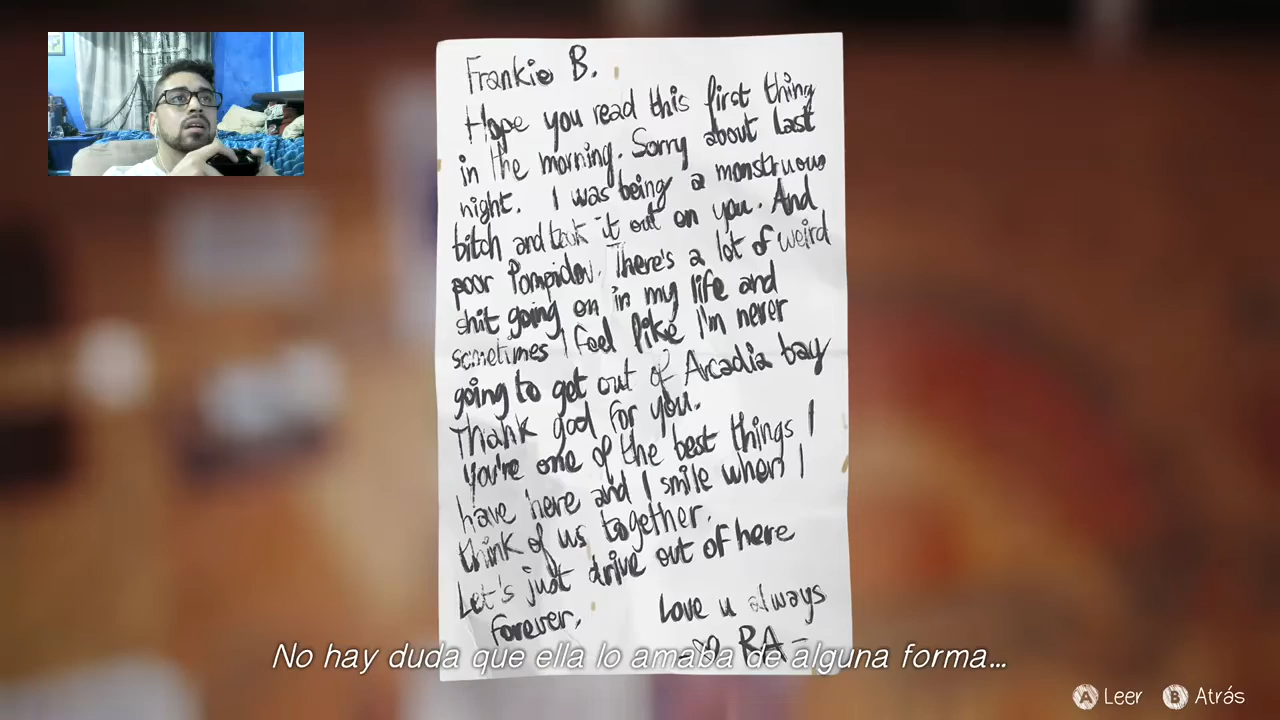 Frankie B.
Hope you read this first thing
in the morning. Sorry about last
night. I was being a monstruous
bitch and took it out on you. And
poor Pompidou. There's a lot of weird
shit going on in my life and
sometimes I feel like I'm never
going to get out of Arcadia bay
Thank god for you.
You're one of the best things I
have here and I smile when I
think of us together.
Let's just drive out of here
forever.
Love u always
RA -
No hay duda que ella lo amaba de alguna forma...
A Leer B Atrás